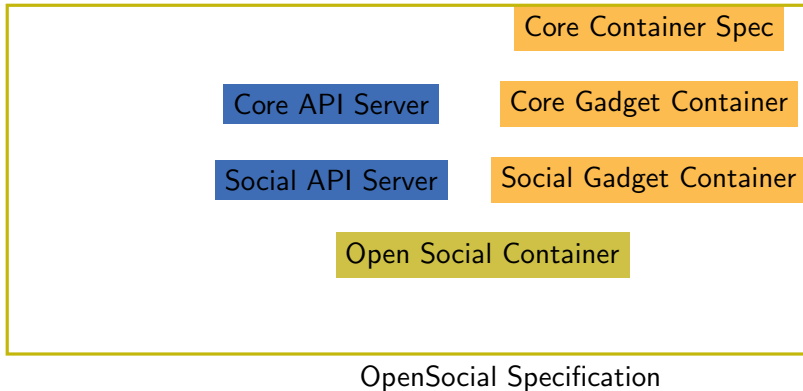 Core Container Spec
Core API Server
Core Gadget Container
Social API Server
Social Gadget Container
Open Social Container
OpenSocial Specification